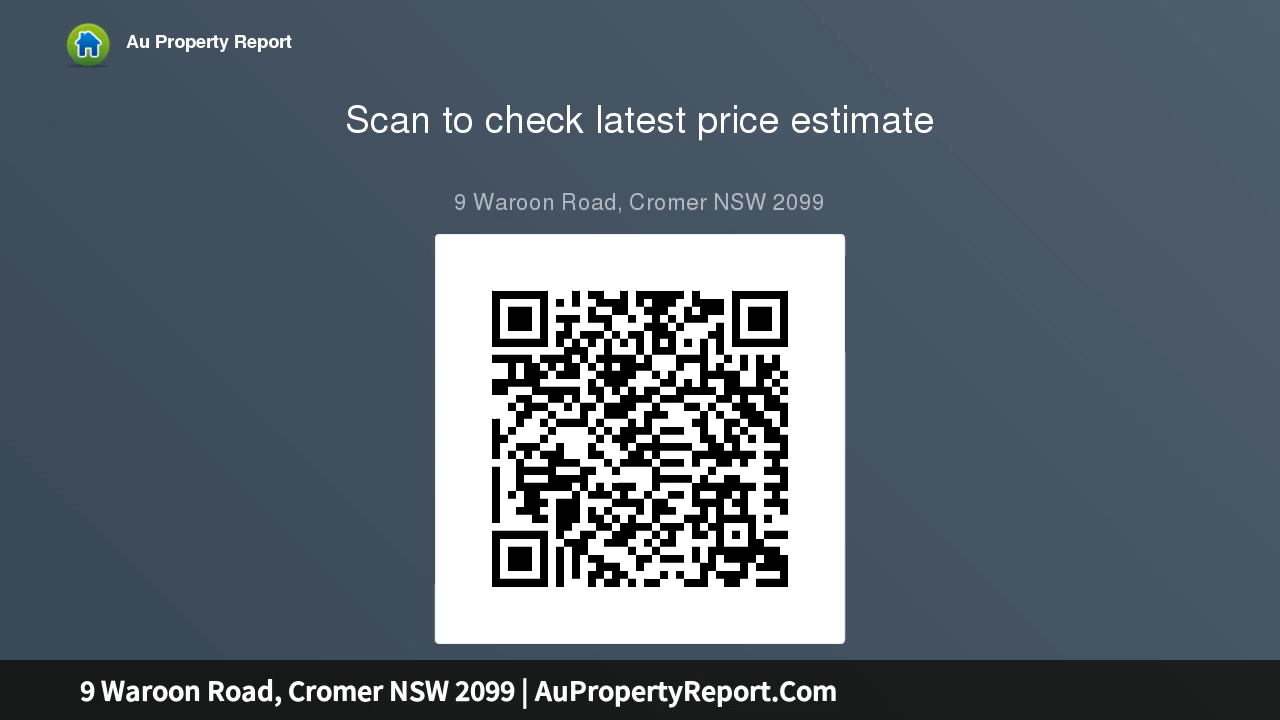 Au Property Report
Scan to check latest price estimate
9 Waroon Road, Cromer NSW 2099
9 Waroon Road, Cromer NSW 2099 | AuPropertyReport.Com